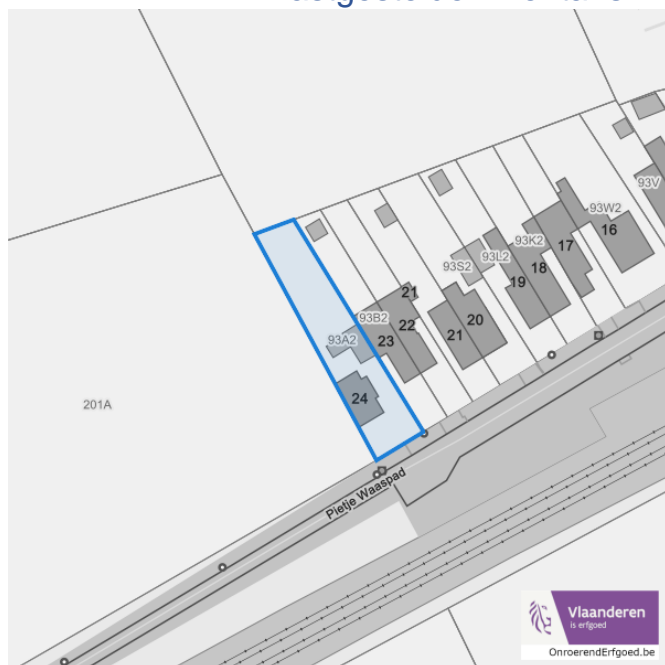 93V
93W2
16
93K2
17
93L2
18
93S2
19
21
20
21
93B2
22
23
93A2
24
201A
Pietje Waaspad
Vlaanderen
is erfgoed
OnroerendErfgoed.be